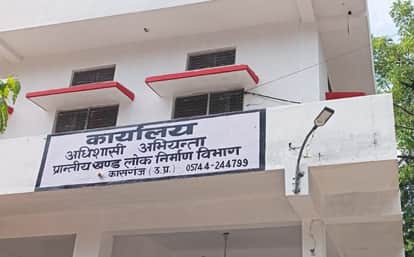 कार्यालय
अधिशासी अभियन्ता
प्रान्तीय खण्ड लोक निर्माण विभाग
कासगंज (उ.प्र.) 05744-244799